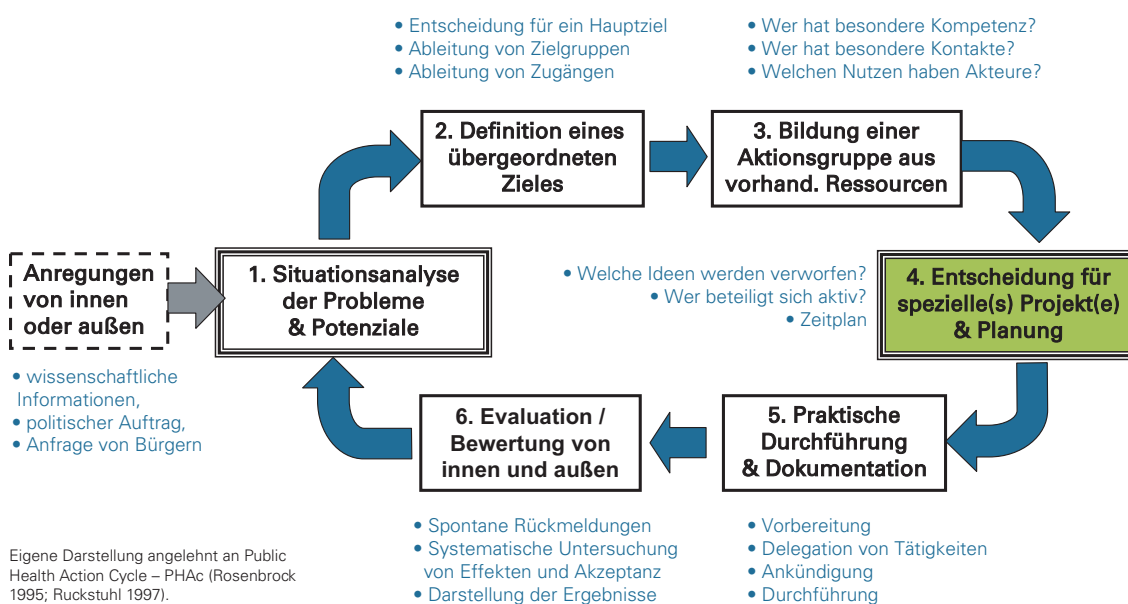 • Entscheidung für ein Hauptziel
• Ableitung von Zielgruppen
• Ableitung von Zugängen
• Wer hat besondere Kompetenz?
• Wer hat besondere Kontakte?
• Welchen Nutzen haben Akteure?
2. Definition eines
übergeordneten
Zieles
3. Bildung einer
Aktionsgruppe aus
vorhand. Ressourcen
Anregungen
von innen
oder außen
1. Situationsanalyse
der Probleme
& Potenziale
• Welche Ideen werden verworfen?
• Wer beteiligt sich aktiv?
• Zeitplan
4. Entscheidung für
spezielle(s) Projekt(e)
& Planung
• wissenschaftliche
Informationen,
• politischer Auftrag,
• Anfrage von Bürgern
6. Evaluation /
Bewertung von
innen und außen
5. Praktische
Durchführung
& Dokumentation
• Spontane Rückmeldungen
• Systematische Untersuchung
von Effekten und Akzeptanz
• Darstellung der Ergebnisse
• Vorbereitung
• Delegation von Tätigkeiten
• Ankündigung
• Durchführung
Eigene Darstellung angelehnt an Public
Health Action Cycle – PHAc (Rosenbrock
1995; Ruckstuhl 1997).